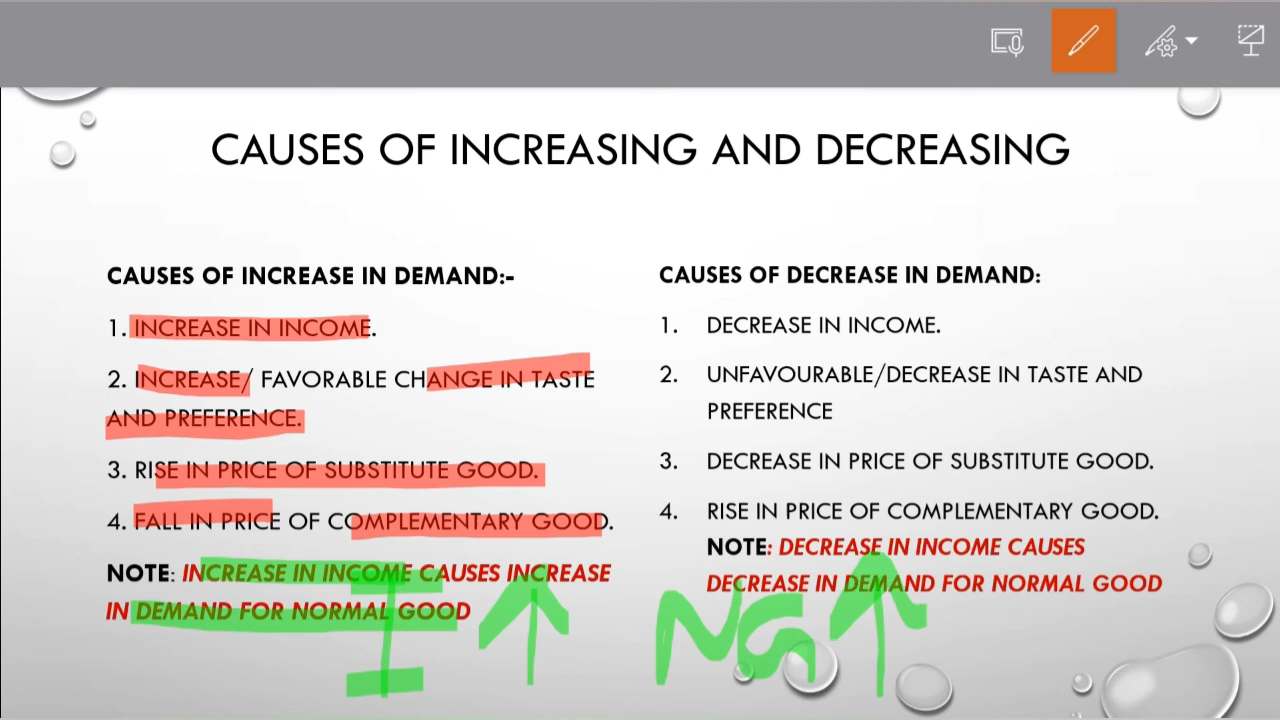 CAUSES OF INCREASING AND DECREASING
CAUSES OF INCREASE IN DEMAND:-
1. INCREASE IN INCOME.
2. INCREASE/ FAVORABLE CHANGE IN TASTE
AND PREFERENCE.
3. RISE IN PRICE OF SUBSTITUTE GOOD.
4. FALL IN PRICE OF COMPLEMENTARY GOOD.
NOTE: INCREASE IN INCOME CAUSES INCREASE
IN DEMAND FOR NORMAL GOOD
CAUSES OF DECREASE IN DEMAND:
1. DECREASE IN INCOME.
2. UNFAVOURABLE/DECREASE IN TASTE AND
PREFERENCE
3. DECREASE IN PRICE OF SUBSTITUTE GOOD.
4. RISE IN PRICE OF COMPLEMENTARY GOOD.
NOTE: DECREASE IN INCOME CAUSES
DECREASE IN DEMAND FOR NORMAL GOOD
I ↑ NG ↑